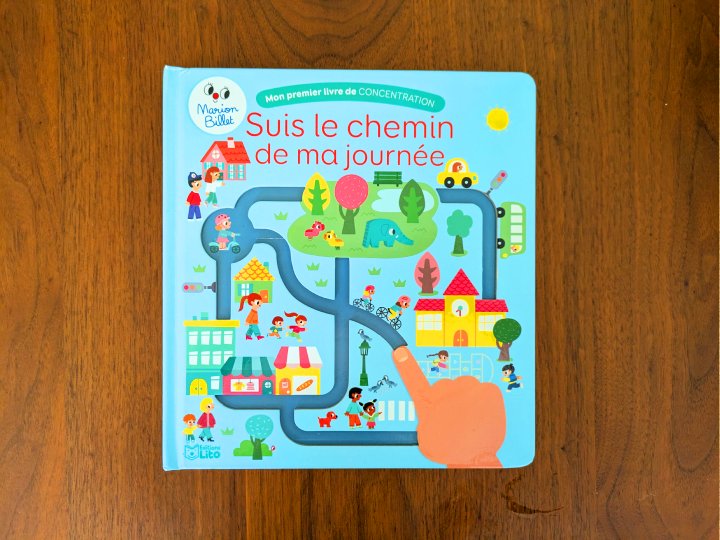 Marion
Billet
Mon premier livre de CONCENTRATION
Suis le chemin
de ma journée
Éditions
Lito